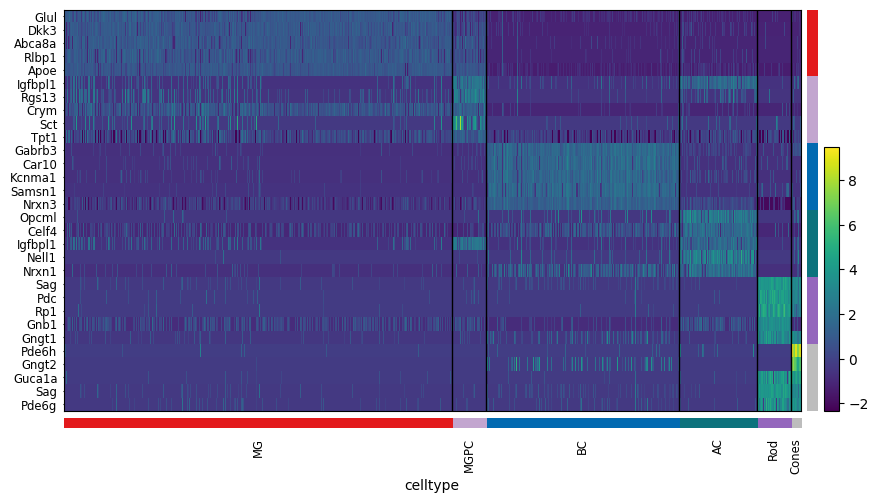 Glul
Dkk3
Abca8a
Rlbp1
Apoe
Igfbpl1
Rgs13
Crym
Sct
Tpt1
Gabrb3
Car10
Kcnma1
Samsn1
Nrxn3
Opcml
Celf4
Igfbpl1
Nell1
Nrxn1
Sag
Pdc
Rp1
Gnb1
Gngt1
Pde6h
Gngt2
Guca1a
Sag
Pde6g
8
6
4
2
0
−2
MG
MGPC
BC
AC
Rod
Cones
celltype